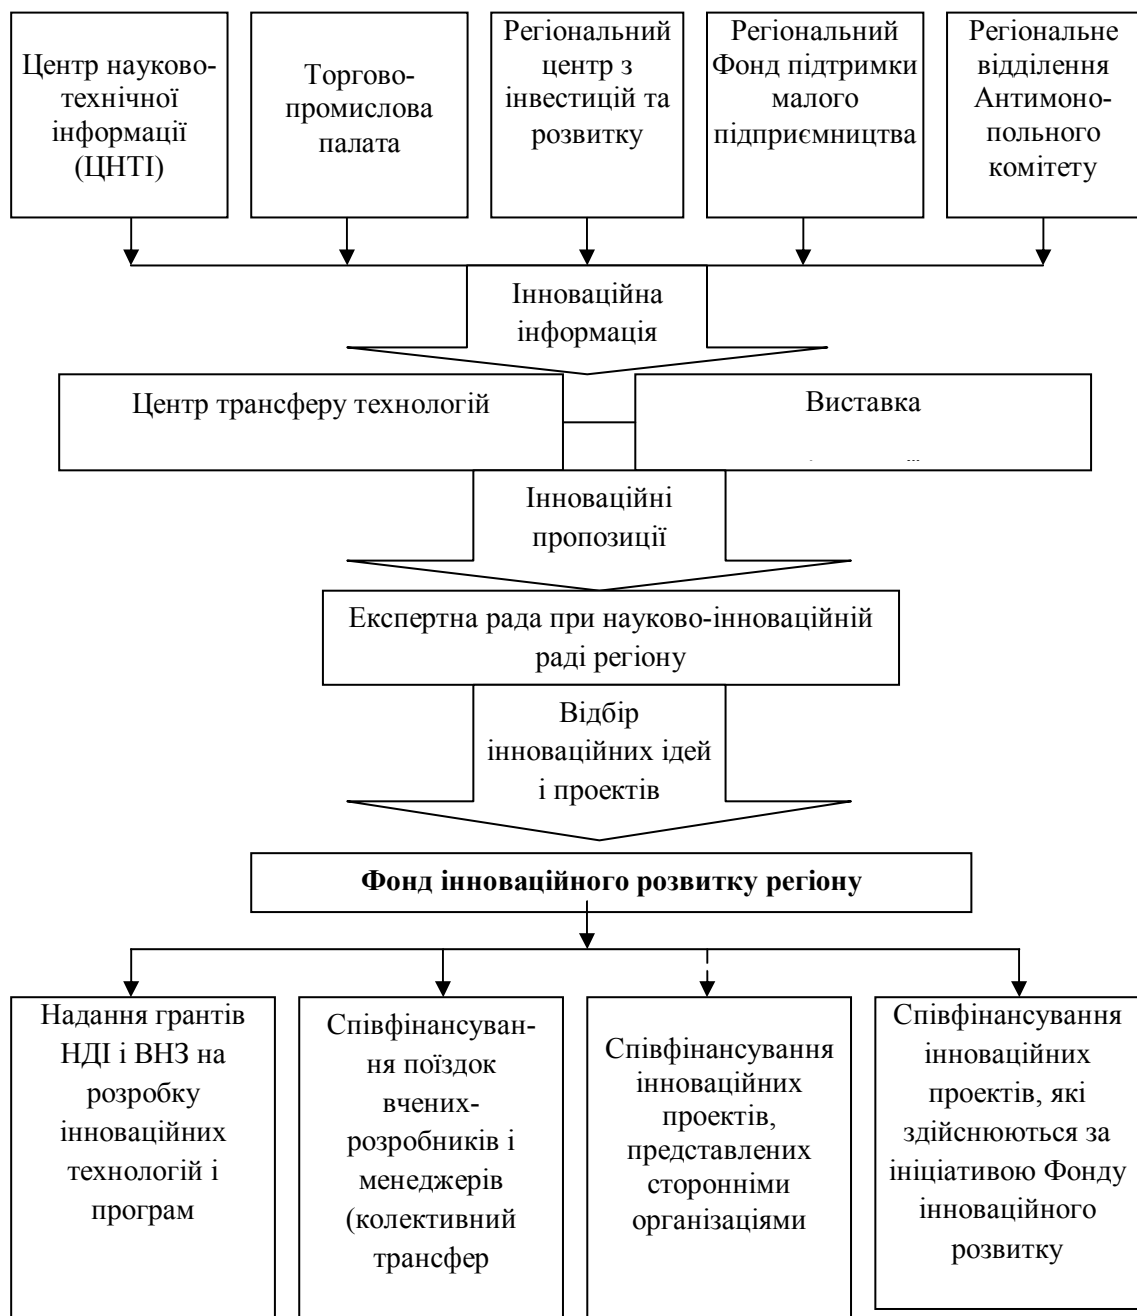 Центр науково-
технічної
інформації
(ЦНТІ)
Торгово-
промислова
палата
Регіональний
центр з
інвестицій та
розвитку
Регіональний
Фонд підтримки
малого
підприємництва
Регіональне
відділення
Антимоно-
польного
комітету
Інноваційна
інформація
Центр трансферу технологій
Виставка
Інноваційні
пропозиції
Експертна рада при науково-інноваційній
раді регіону
Відбір
інноваційних ідей
і проектів
Фонд інноваційного розвитку регіону
Надання грантів
НДІ і ВНЗ на
розробку
інноваційних
технологій і
програм
Співфінансуван-
ня поїздок
вчених-
розробників і
менеджерів
(колективний
трансфер
Співфінансування
інноваційних
проектів,
представлених
сторонніми
організаціями
Співфінансування
інноваційних
проектів, які
здійснюються за
ініціативою Фонду
інноваційного
розвитку